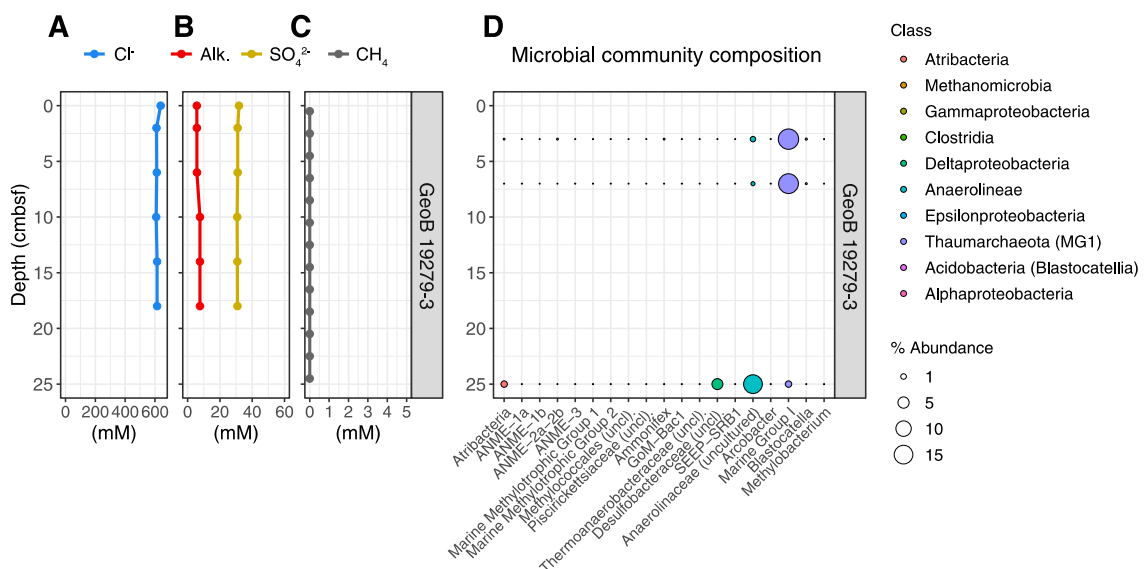 A
B
C
D
Cl-
Alk.
SO₄²⁻
CH₄
Microbial community composition
Depth (cmbsf)
0
5
10
15
20
25
0 200 400 600
(mM)
0 20 40 60
(mM)
0 1 2 3 4 5
(mM)
GeoB 19279-3
0
5
10
15
20
25
GeoB 19279-3
Atribacteria
ANME-1a
ANME-1b
ANME-2a-2b
ANME-3
Marine Methylotrophic Group 1
Marine Methylotrophic Group 2
Methylococcales (uncl).
Piscirickettsiaceae (uncl).
Ammonifex
GoM-Bac1
Thermoanaerobacteraceae (uncl)
Desulfobacteraceae (uncl)
SEEP-SRB1
Anaerolinaceae (uncultured)
Arcobacter
Marine Group I
Blastocatella
Methylobacterium
Class
Atribacteria
Methanomicrobia
Gammaproteobacteria
Clostridia
Deltaproteobacteria
Anaerolineae
Epsilonproteobacteria
Thaumarchaeota (MG1)
Acidobacteria (Blastocatellia)
Alphaproteobacteria
% Abundance
1
5
10
15